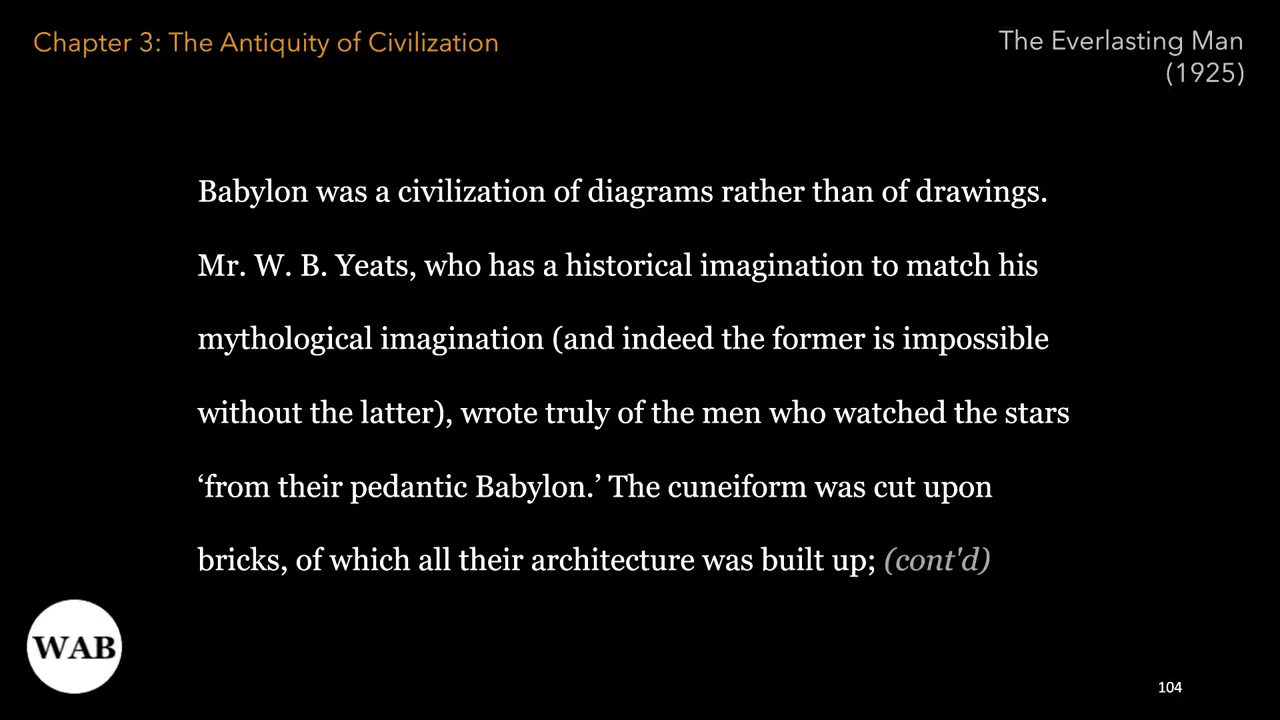 Chapter 3: The Antiquity of Civilization
The Everlasting Man
(1925)
Babylon was a civilization of diagrams rather than of drawings.
Mr. W. B. Yeats, who has a historical imagination to match his
mythological imagination (and indeed the former is impossible
without the latter), wrote truly of the men who watched the stars
‘from their pedantic Babylon.’ The cuneiform was cut upon
bricks, of which all their architecture was built up; (cont'd)
WAB
104